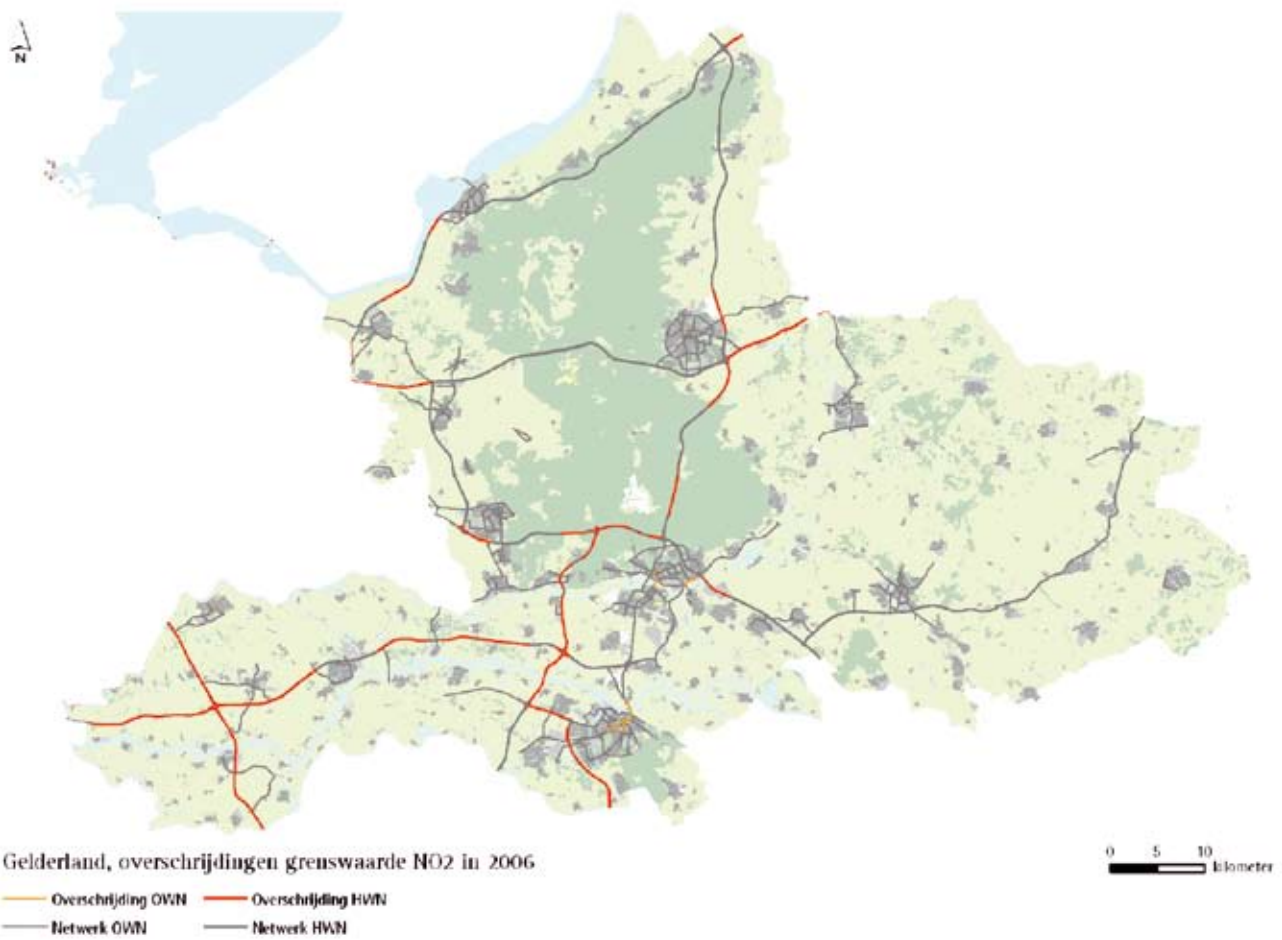 N
Gelderland, overschrijdingen grenswaarde NO2 in 2006
0 5 10
kilometer
Overschrijding OWN Overschrijding HWN
Netwerk OWN Netwerk HWN